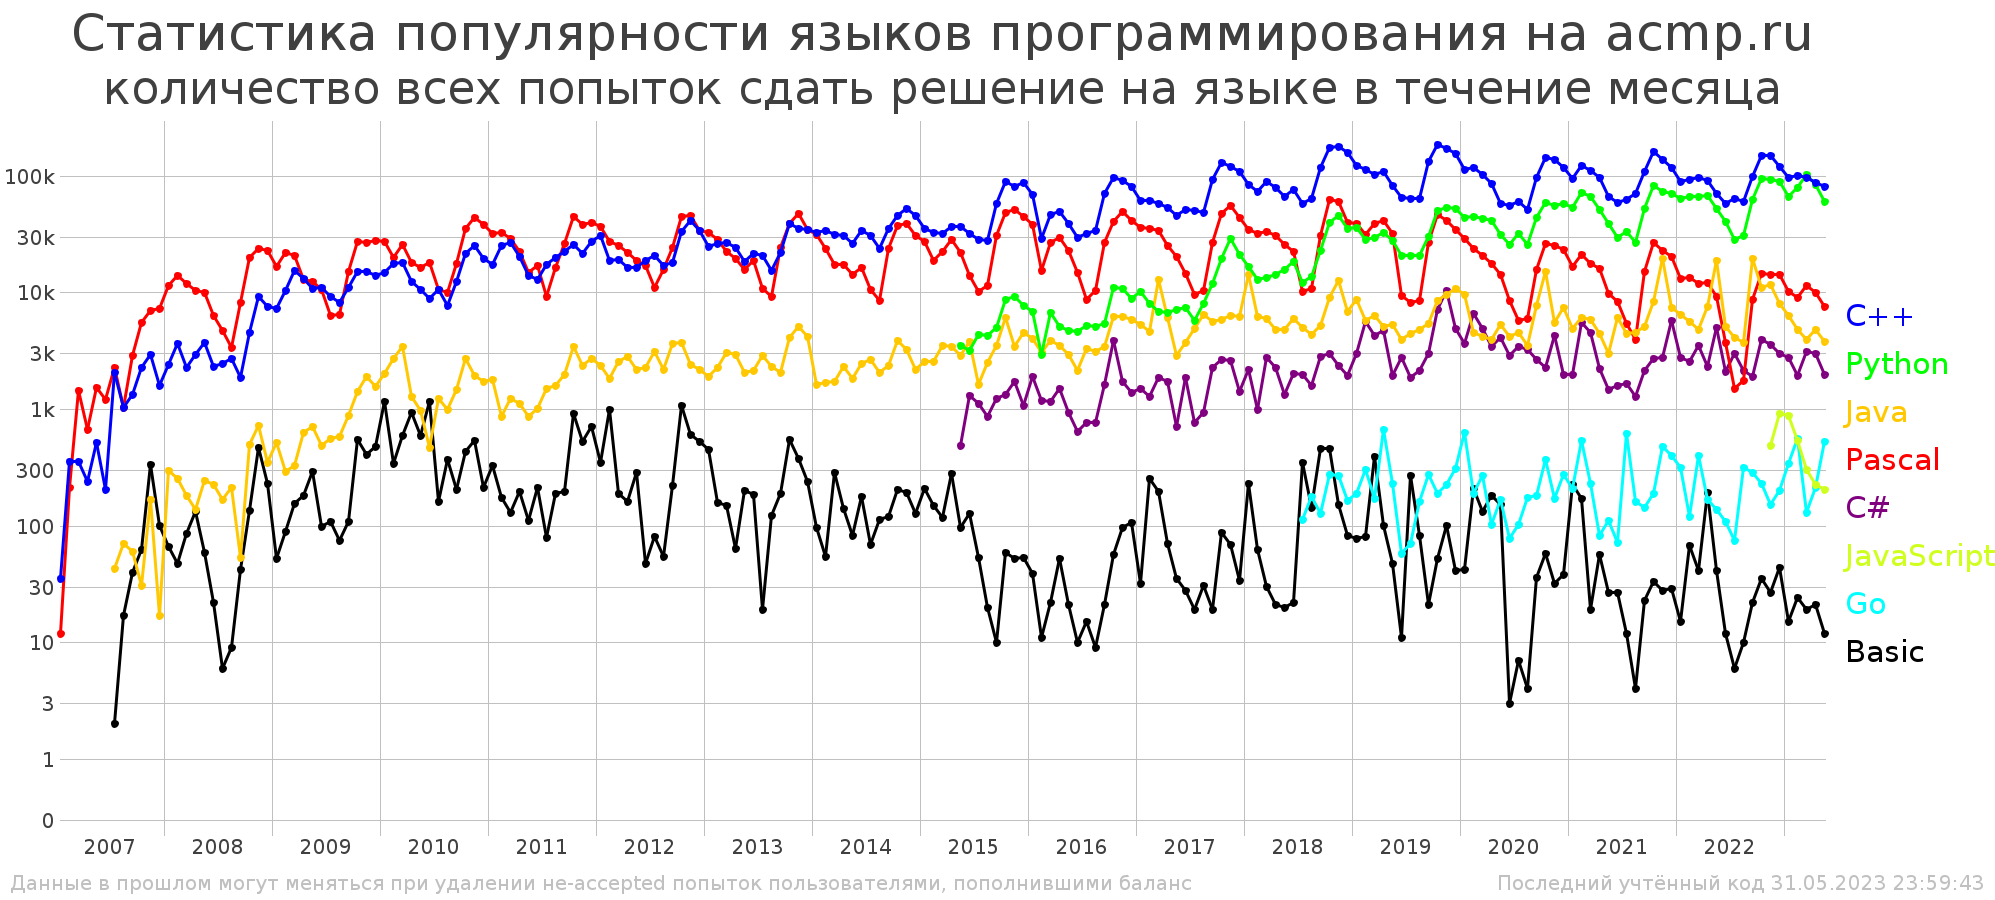 Статистика популярности языков программирования на acmp.ru
количество всех попыток сдать решение на языке в течение месяца
100k
30k
10k
3k
1k
300
100
30
10
3
1
0
C++
Python
Java
Pascal
C#
JavaScript
Go
Basic
2007 2008 2009 2010 2011 2012 2013 2014 2015 2016 2017 2018 2019 2020 2021 2022
Данные в прошлом могут меняться при удалении не-accepted попыток пользователями, пополнившими баланс
Последний учтённый код 31.05.2023 23:59:43